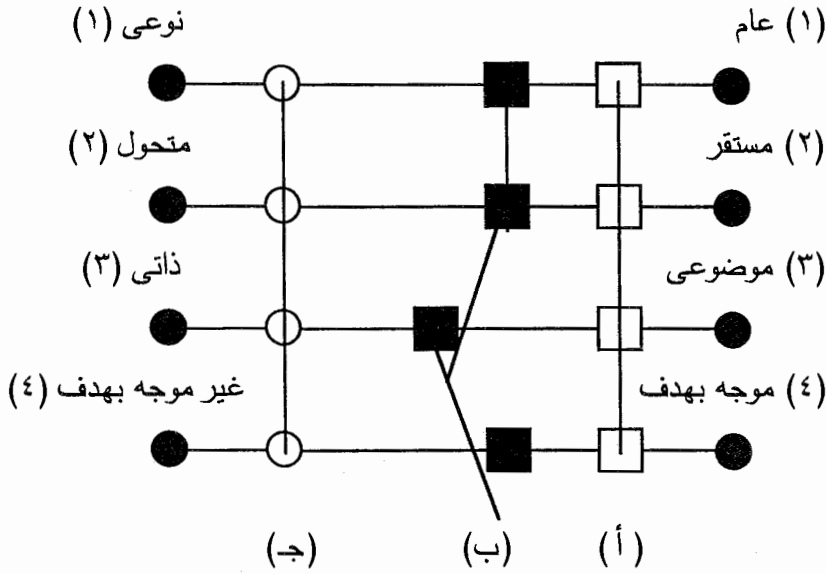 (١) عام
نوعى (١)
(٢) مستقر
متحول (٢)
(٣) موضوعى
ذاتى (٣)
(٤) موجه بهدف
غير موجه بهدف (٤)
(أ)
(ب)
(جـ)